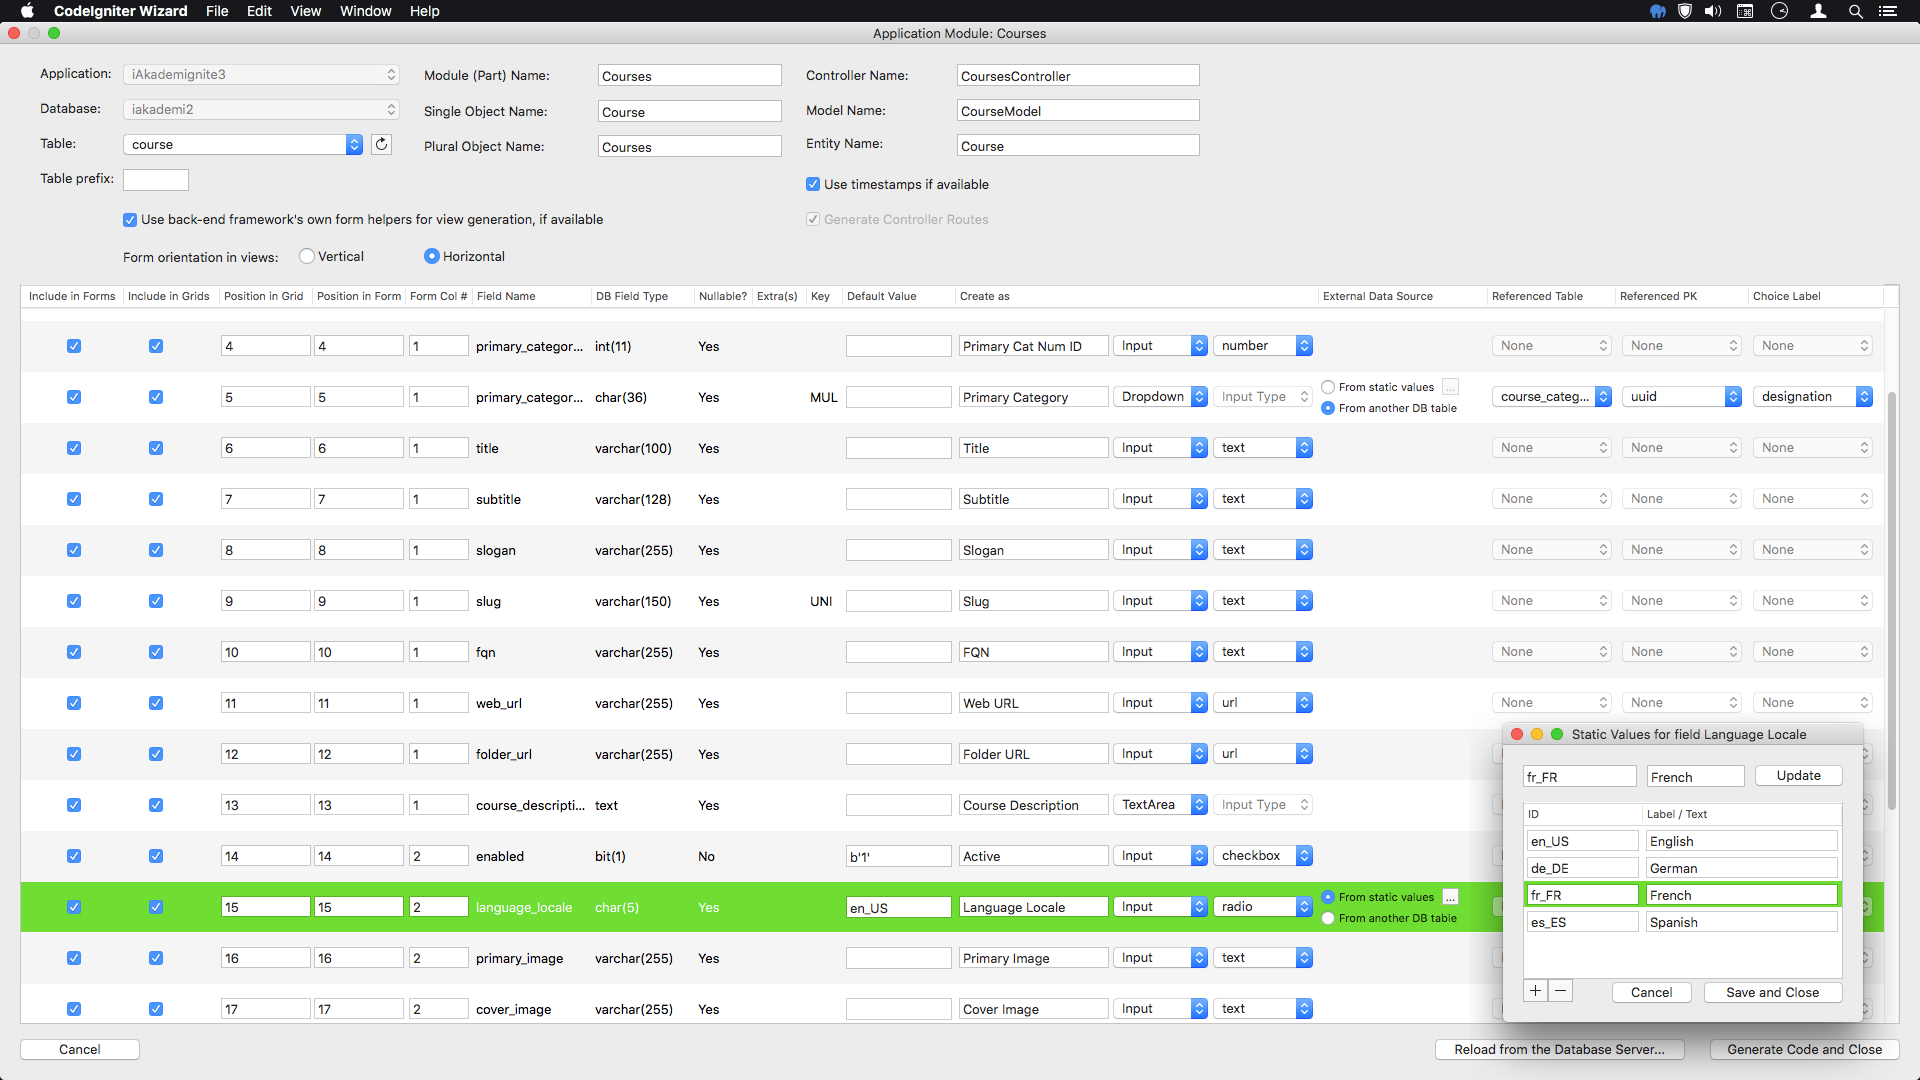 CodeIgniter Wizard File Edit View Window Help
Application Module: Courses
Application: iAkademignite3 Module (Part) Name: Courses Controller Name: CoursesController
Database: iakademi2 Single Object Name: Course Model Name: CourseModel
Table: course Plural Object Name: Courses Entity Name: Course
Table prefix: Use timestamps if available
Use back-end framework's own form helpers for view generation, if available Generate Controller Routes
Form orientation in views: Vertical Horizontal
Include in Forms Include in Grids Position in Grid Position in Form Form Col # Field Name DB Field Type Nullable? Extra(s) Key Default Value Create as External Data Source Referenced Table Referenced PK Choice Label
4 4 1 primary_categor... int(11) Yes Primary Cat Num ID Input number None None None
5 5 1 primary_categor... char(36) Yes MUL Primary Category Dropdown Input Type From static values ... From another DB table course_categ... uuid designation
6 6 1 title varchar(100) Yes Title Input text None None None
7 7 1 subtitle varchar(128) Yes Subtitle Input text None None None
8 8 1 slogan varchar(255) Yes Slogan Input text None None None
9 9 1 slug varchar(150) Yes UNI Slug Input text None None None
10 10 1 fqn varchar(255) Yes FQN Input text None None None
11 11 1 web_url varchar(255) Yes Web URL Input url None None None
12 12 1 folder_url varchar(255) Yes Folder URL Input url
13 13 1 course_descripti... text Yes Course Description TextArea Input Type
14 14 2 enabled bit(1) No b'1' Active Input checkbox
15 15 2 language_locale char(5) Yes en_US Language Locale Input radio From static values ... From another DB table
16 16 2 primary_image varchar(255) Yes Primary Image Input text
17 17 2 cover_image varchar(255) Yes Cover Image Input text
Static Values for field Language Locale
fr_FR French Update
ID Label / Text
en_US English
de_DE German
fr_FR French
es_ES Spanish
+ − Cancel Save and Close
Cancel Reload from the Database Server... Generate Code and Close